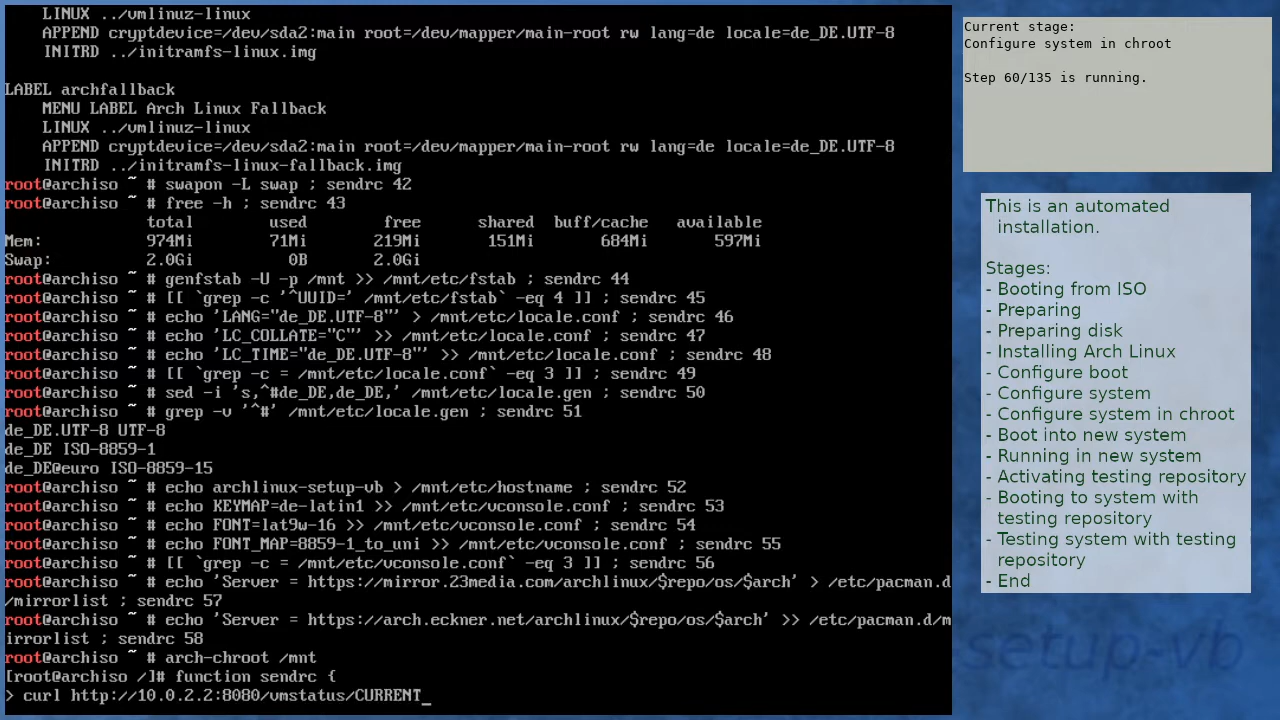 LINUX ../vmlinuz-linux
APPEND cryptdevice=/dev/sda2:main root=/dev/mapper/main-root rw lang=de locale=de_DE.UTF-8
INITRD ../initramfs-linux.img
LABEL archfallback
MENU LABEL Arch Linux Fallback
LINUX ../vmlinuz-linux
APPEND cryptdevice=/dev/sda2:main root=/dev/mapper/main-root rw lang=de locale=de_DE.UTF-8
INITRD ../initramfs-linux-fallback.img
root@archiso ~ # swapon -L swap ; sendrc 42
root@archiso ~ # free -h ; sendrc 43
total used free shared buff/cache available
Mem: 974Mi 71Mi 219Mi 151Mi 684Mi 597Mi
Swap: 2.0Gi 0B 2.0Gi
root@archiso ~ # genfstab -U -p /mnt >> /mnt/etc/fstab ; sendrc 44
root@archiso ~ # [[ `grep -c '^UUID=' /mnt/etc/fstab` -eq 4 ]] ; sendrc 45
root@archiso ~ # echo 'LANG="de_DE.UTF-8"' > /mnt/etc/locale.conf ; sendrc 46
root@archiso ~ # echo 'LC_COLLATE="C"' >> /mnt/etc/locale.conf ; sendrc 47
root@archiso ~ # echo 'LC_TIME="de_DE.UTF-8"' >> /mnt/etc/locale.conf ; sendrc 48
root@archiso ~ # [[ `grep -c = /mnt/etc/locale.conf` -eq 3 ]] ; sendrc 49
root@archiso ~ # sed -i 's,^#de_DE,de_DE,' /mnt/etc/locale.gen ; sendrc 50
root@archiso ~ # grep -v '^#' /mnt/etc/locale.gen ; sendrc 51
de_DE.UTF-8 UTF-8
de_DE ISO-8859-1
de_DE@euro ISO-8859-15
root@archiso ~ # echo archlinux-setup-vb > /mnt/etc/hostname ; sendrc 52
root@archiso ~ # echo KEYMAP=de-latin1 >> /mnt/etc/vconsole.conf ; sendrc 53
root@archiso ~ # echo FONT=lat9w-16 >> /mnt/etc/vconsole.conf ; sendrc 54
root@archiso ~ # echo FONT_MAP=8859-1_to_uni >> /mnt/etc/vconsole.conf ; sendrc 55
root@archiso ~ # [[ `grep -c = /mnt/etc/vconsole.conf` -eq 3 ]] ; sendrc 56
root@archiso ~ # echo 'Server = https://mirror.23media.com/archlinux/$repo/os/$arch' > /etc/pacman.d
/mirrorlist ; sendrc 57
root@archiso ~ # echo 'Server = https://arch.eckner.net/archlinux/$repo/os/$arch' >> /etc/pacman.d/m
irrorlist ; sendrc 58
root@archiso ~ # arch-chroot /mnt
[root@archiso /]# function sendrc {
> curl http://10.0.2.2:8080/vmstatus/CURRENT_
Current stage:
Configure system in chroot
Step 60/135 is running.
This is an automated
installation.
Stages:
- Booting from ISO
- Preparing
- Preparing disk
- Installing Arch Linux
- Configure boot
- Configure system
- Configure system in chroot
- Boot into new system
- Running in new system
- Activating testing repository
- Booting to system with
testing repository
- Testing system with testing
repository
- End
setup-vb